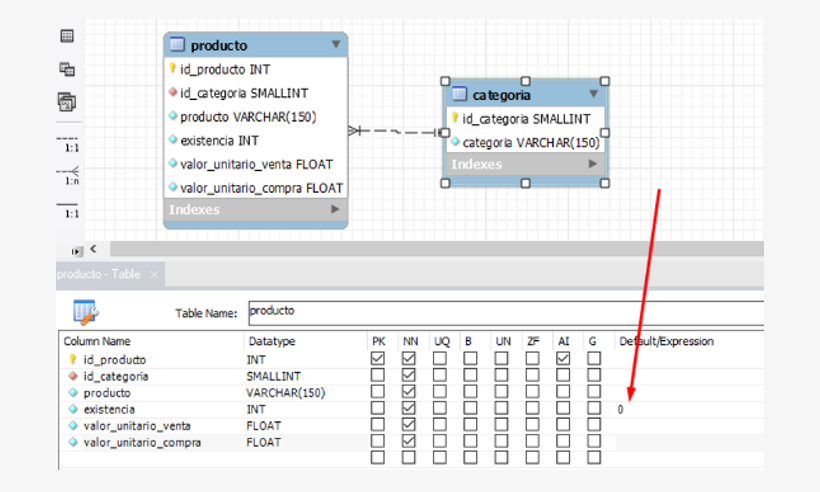 producto
id_producto INT
id_categoria SMALLINT
producto VARCHAR(150)
existencia INT
valor_unitario_venta FLOAT
valor_unitario_compra FLOAT
Indexes
categoria
id_categoria SMALLINT
categoria VARCHAR(150)
Indexes
1:1
1:n
1:1
producto - Table
Table Name: producto
Column Name Datatype PK NN UQ B UN ZF AI G Default/Expression
id_producto INT
id_categoria SMALLINT
producto VARCHAR(150)
existencia INT 0
valor_unitario_venta FLOAT
valor_unitario_compra FLOAT